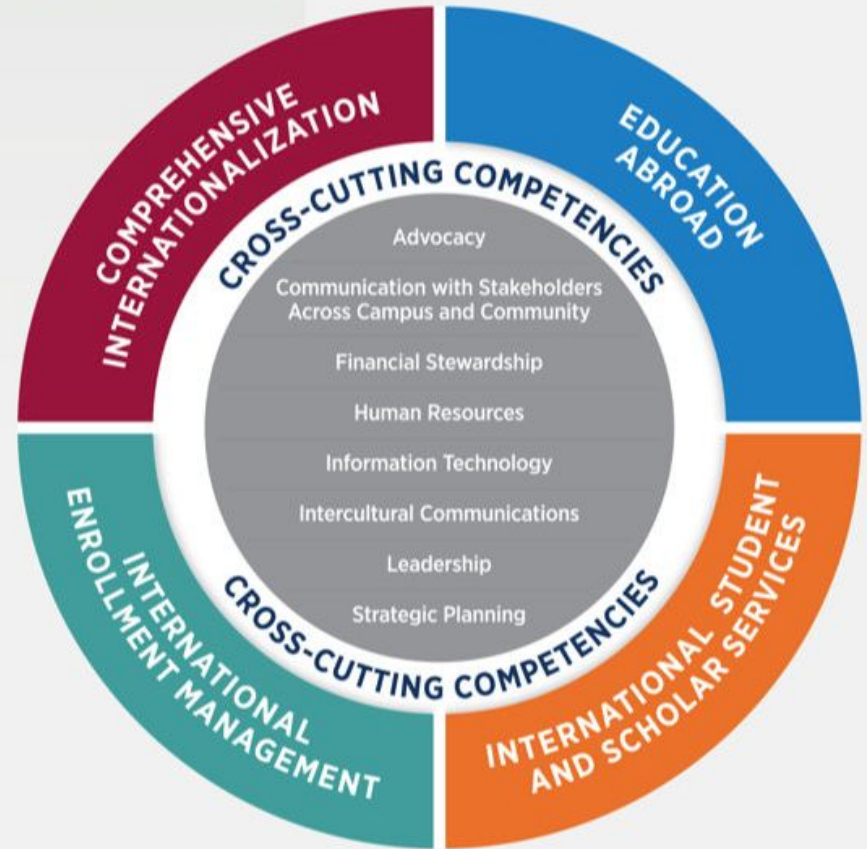 COMPREHENSIVE
INTERNATIONALIZATION
EDUCATION
ABROAD
CROSS-CUTTING COMPETENCIES
Advocacy
Communication with Stakeholders
Across Campus and Community
Financial Stewardship
Human Resources
Information Technology
Intercultural Communications
Leadership
Strategic Planning
CROSS-CUTTING COMPETENCIES
INTERNATIONAL
ENROLLMENT MANAGEMENT
INTERNATIONAL STUDENT
AND SCHOLAR SERVICES